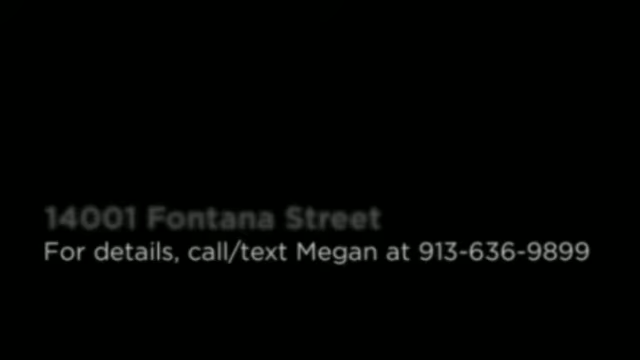 14001 Fontana Street
For details, call/text Megan at 913-636-9899